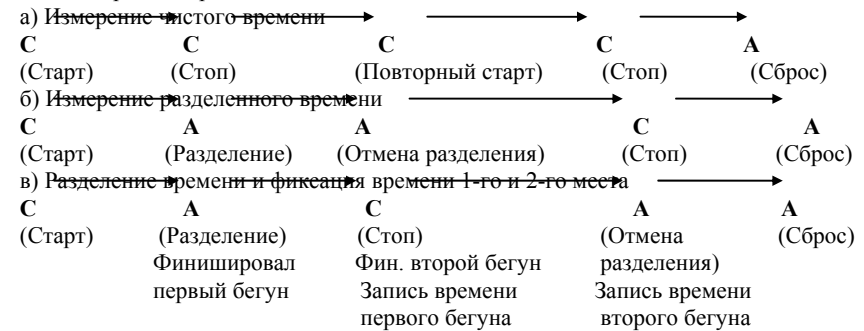 а) Измерение чистого времени
С С С С А
(Старт) (Стоп) (Повторный старт) (Стоп) (Сброс)
б) Измерение разделенного времени
С А А С А
(Старт) (Разделение) (Отмена разделения) (Стоп) (Сброс)
в) Разделение времени и фиксация времени 1-го и 2-го места
С А С А А
(Старт) (Разделение) (Стоп) (Отмена (Сброс)
Финишировал Фин. второй бегун разделения)
первый бегун Запись времени Запись времени
первого бегуна второго бегуна